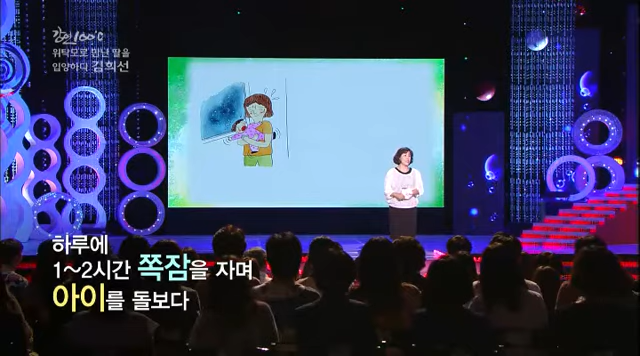 강연100℃
위탁모로 만난 딸을
입양하다 김희선
하루에
1~2시간 쪽잠을 자며
아이를 돌보다